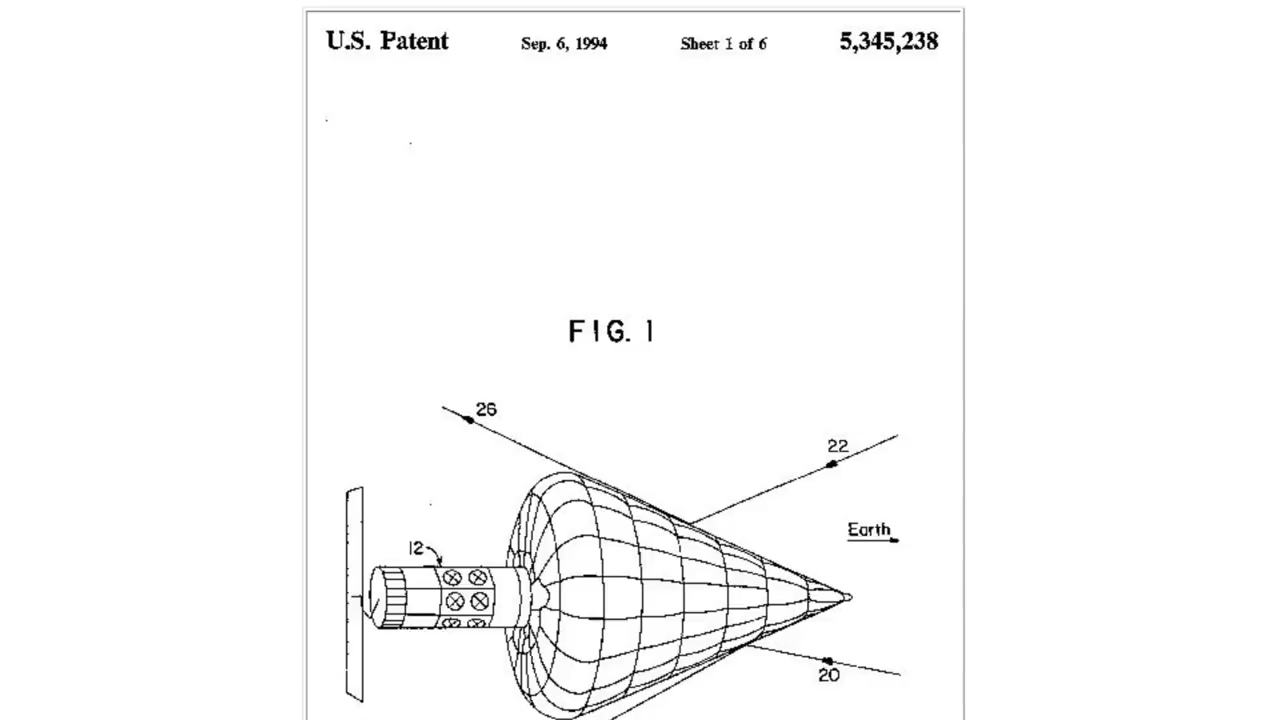 U.S. Patent Sep. 6, 1994 Sheet 1 of 6 5,345,238
FIG. 1
26
22
Earth
12
20